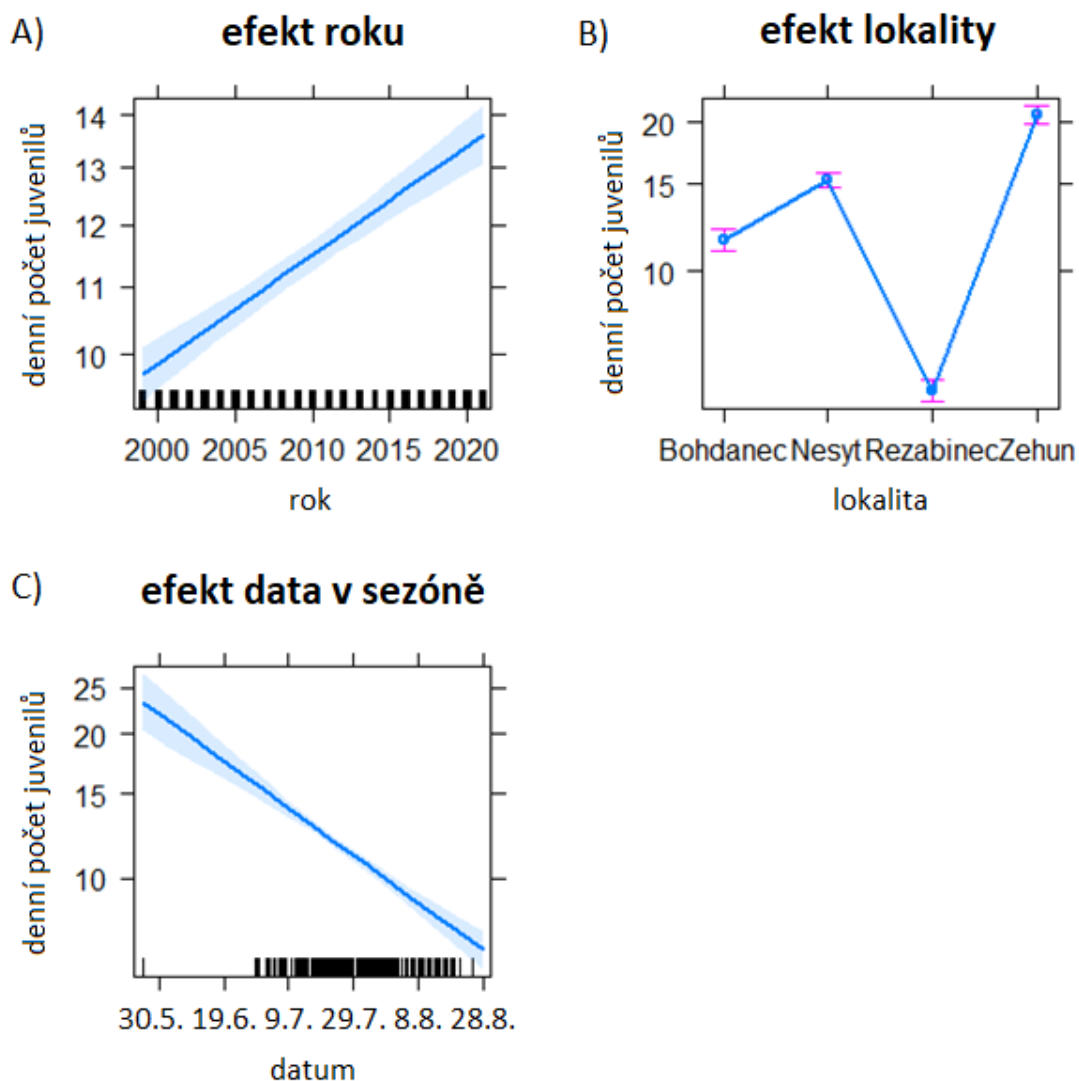 A) efekt roku
denní počet juvenilů
14
13
12
11
10
2000 2005 2010 2015 2020
rok
B) efekt lokality
denní počet juvenilů
20
15
10
Bohdanec Nesyt Rezabinec Zehun
lokalita
C) efekt data v sezóně
denní počet juvenilů
25
20
15
10
30.5. 19.6. 9.7. 29.7. 8.8. 28.8.
datum